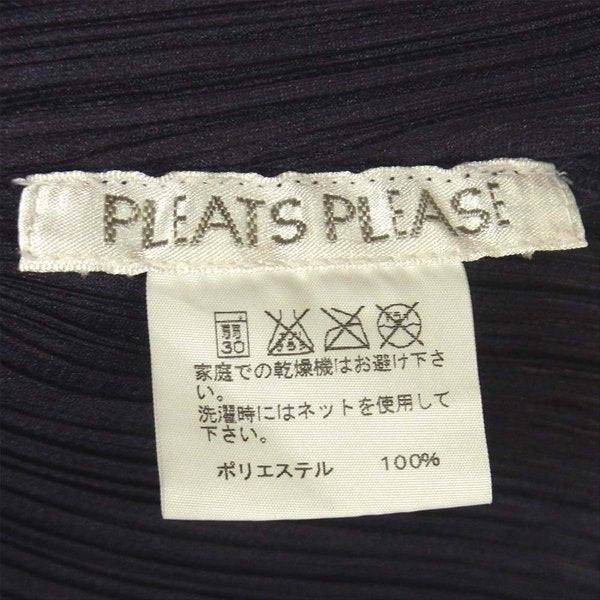 PLEATS PLEASE
30
家庭での乾燥機はお避け下さ
い。
洗濯時にはネットを使用して
下さい。
ポリエステル 100%